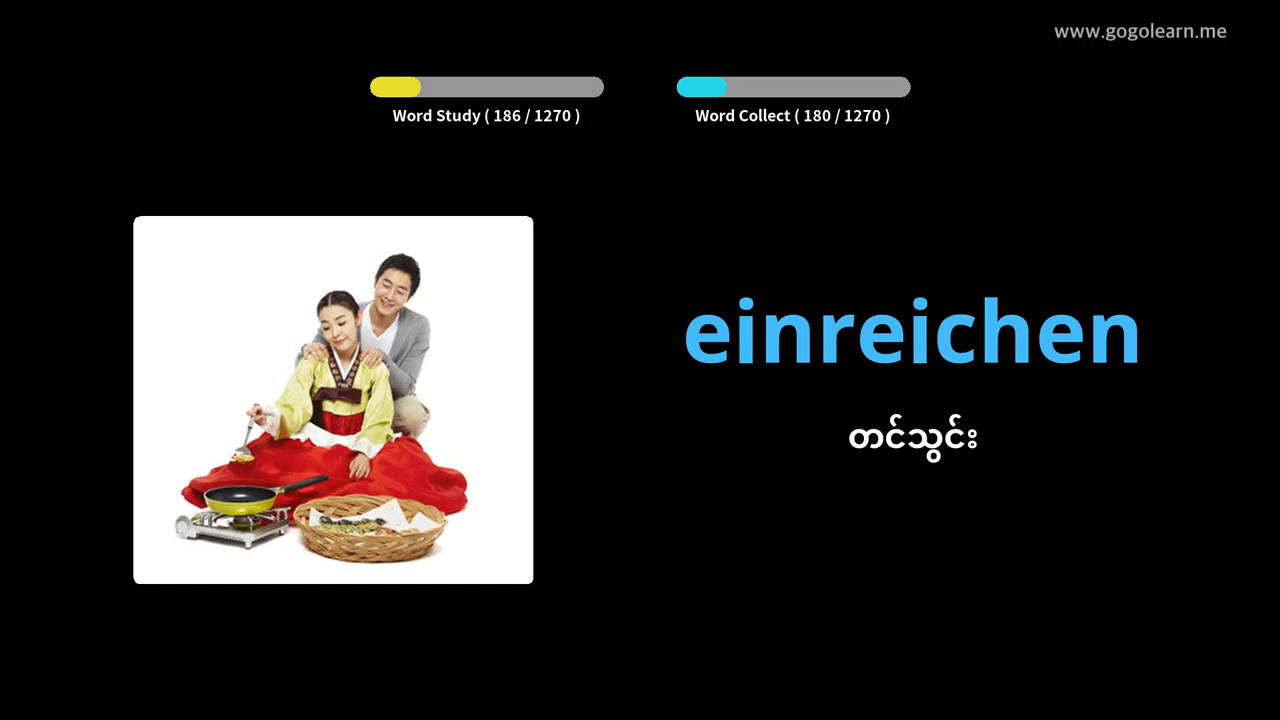 www.gogolearn.me
Word Study ( 186 / 1270 )
Word Collect ( 180 / 1270 )
einreichen
တင်သွင်း